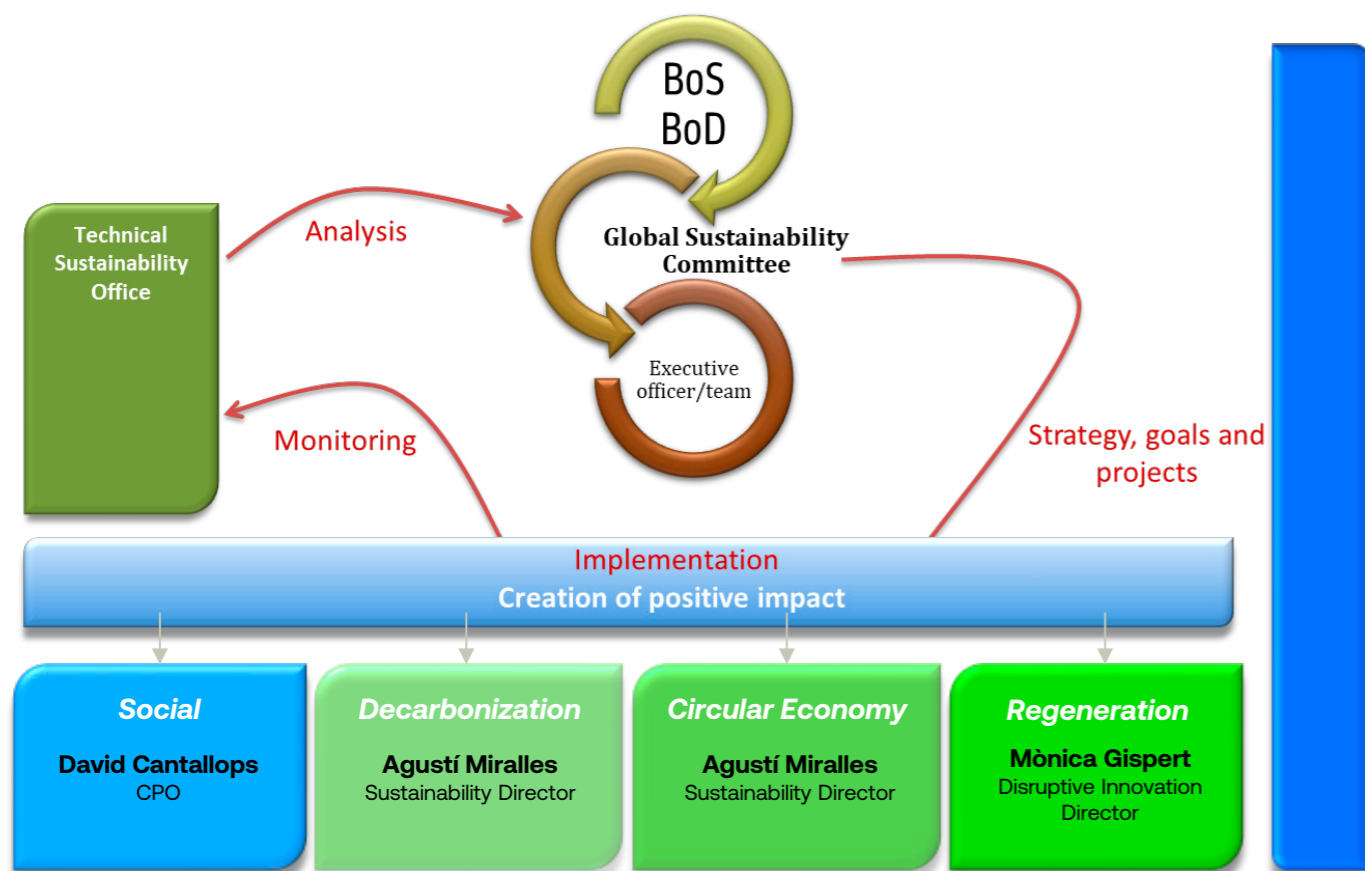 BoS
BoD
Technical
Sustainability
Office
Analysis
Global Sustainability
Committee
Executive
officer/team
Monitoring
Strategy, goals and
projects
Implementation
Creation of positive impact
Social
David Cantallops
CPO
Decarbonization
Agustí Miralles
Sustainability Director
Circular Economy
Agustí Miralles
Sustainability Director
Regeneration
Mònica Gispert
Disruptive Innovation
Director